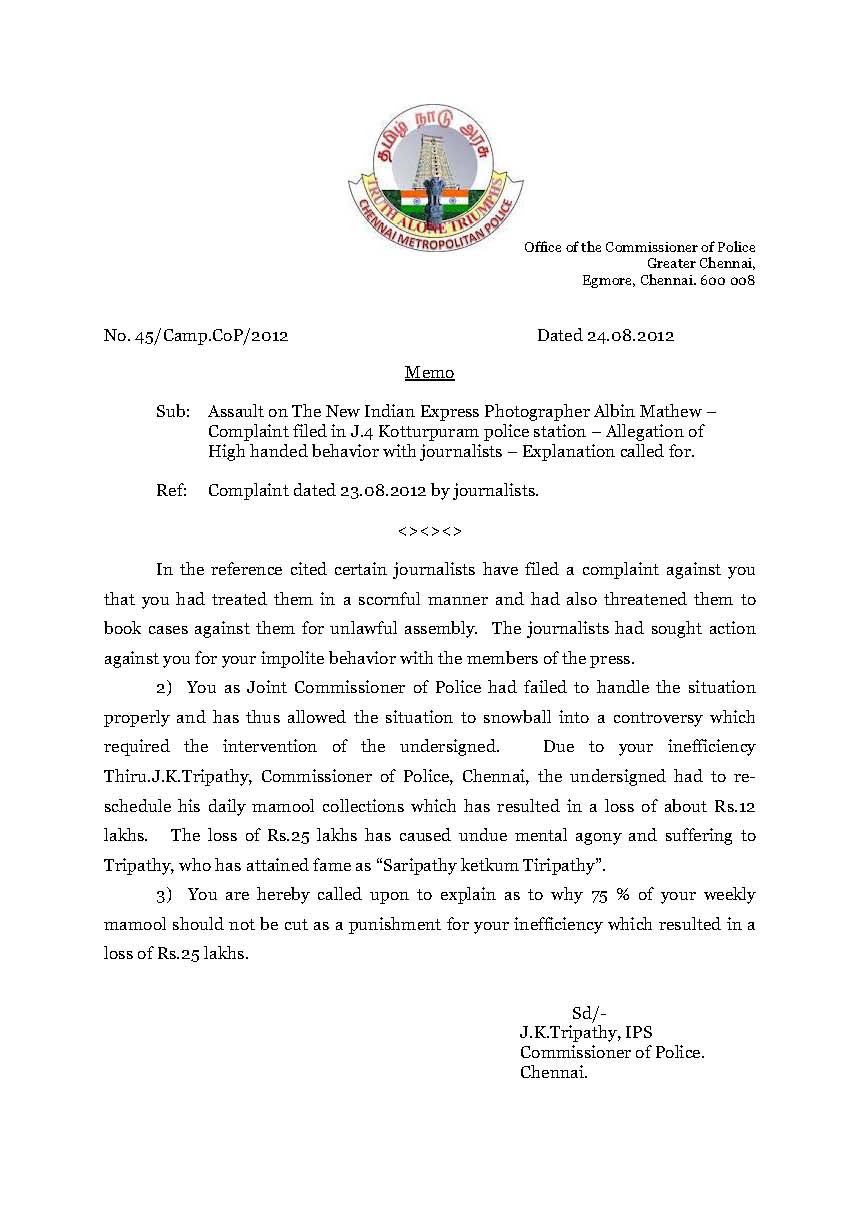 தமிழ் நாடு அரசு
TRUTH ALONE TRIUMPHS
CHENNAI METROPOLITAN POLICE
Office of the Commissioner of Police
Greater Chennai,
Egmore, Chennai. 600 008
No. 45/Camp.CoP/2012 Dated 24.08.2012
Memo
Sub: Assault on The New Indian Express Photographer Albin Mathew –
Complaint filed in J.4 Kotturpuram police station – Allegation of
High handed behavior with journalists – Explanation called for.
Ref: Complaint dated 23.08.2012 by journalists.
<><><>
In the reference cited certain journalists have filed a complaint against you
that you had treated them in a scornful manner and had also threatened them to
book cases against them for unlawful assembly. The journalists had sought action
against you for your impolite behavior with the members of the press.
2) You as Joint Commissioner of Police had failed to handle the situation
properly and has thus allowed the situation to snowball into a controversy which
required the intervention of the undersigned. Due to your inefficiency
Thiru.J.K.Tripathy, Commissioner of Police, Chennai, the undersigned had to re-
schedule his daily mamool collections which has resulted in a loss of about Rs.12
lakhs. The loss of Rs.25 lakhs has caused undue mental agony and suffering to
Tripathy, who has attained fame as “Saripathy ketkum Tiripathy”.
3) You are hereby called upon to explain as to why 75 % of your weekly
mamool should not be cut as a punishment for your inefficiency which resulted in a
loss of Rs.25 lakhs.
Sd/-
J.K.Tripathy, IPS
Commissioner of Police.
Chennai.